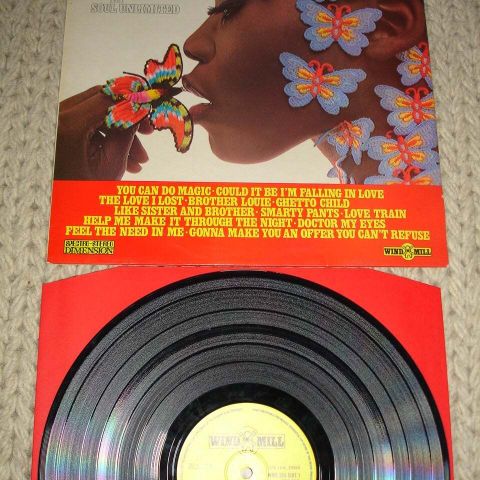 SOUL UNLIMITED
YOU CAN DO MAGIC·COULD IT BE I'M FALLING IN LOVE
THE LOVE I LOST·BROTHER LOUIE·GHETTO CHILD
LIKE SISTER AND BROTHER·SMARTY PANTS·LOVE TRAIN
HELP ME MAKE IT THROUGH THE NIGHT·DOCTOR MY EYES
FEEL THE NEED IN ME·GONNA MAKE YOU AN OFFER YOU CAN'T REFUSE
STEREO
DIMENSION
WIND MILL
WIND MILL